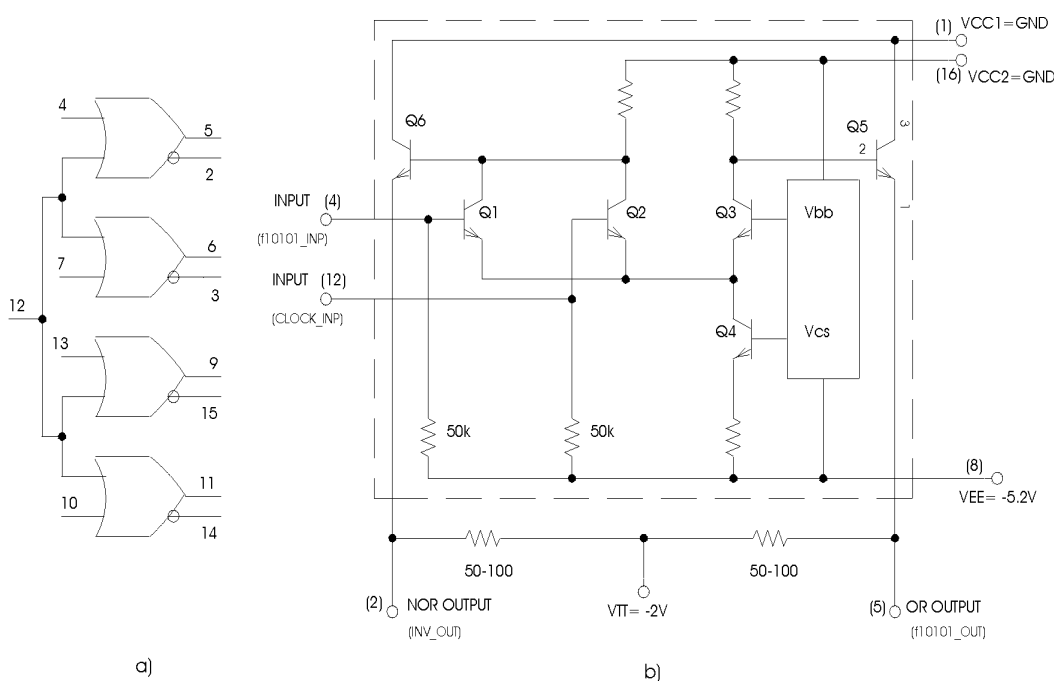 4
5
2
7
6
3
12
13
9
15
10
11
14
a)
(1) VCC1=GND
(16) VCC2=GND
Q6
Q5
3
2
1
INPUT (4)
(f10101_INP)
Q1
Q2
Q3
Vbb
INPUT (12)
(CLOCK_INP)
Q4
Vcs
50k
50k
(8)
VEE= -5.2V
50-100
50-100
(2) NOR OUTPUT
(INV_OUT)
VTT= -2V
(5) OR OUTPUT
(f10101_OUT)
b)